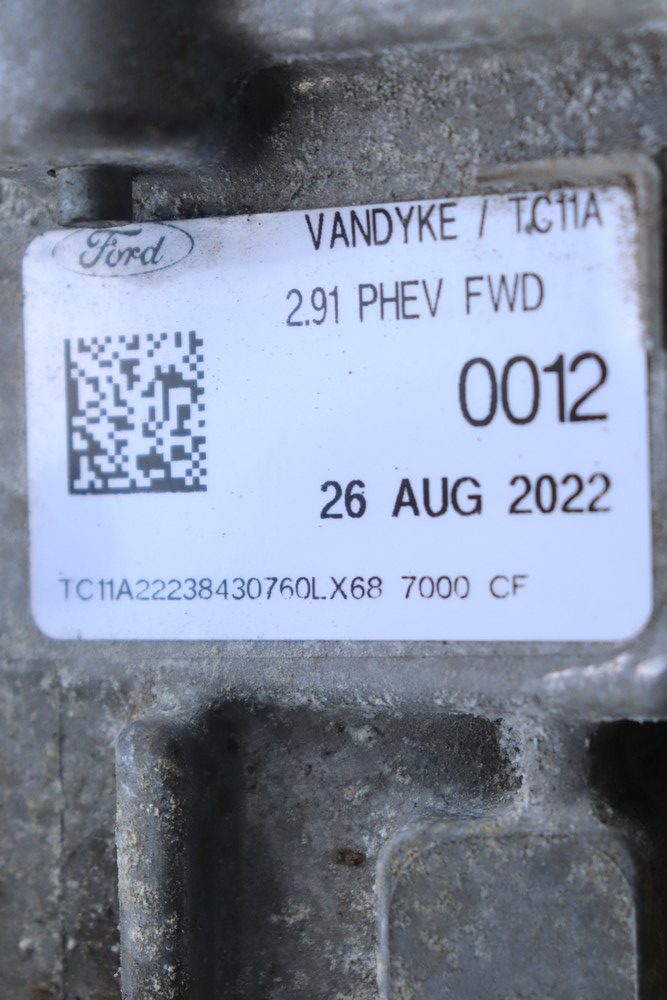 Ford
VANDYKE / TC11A
2.91 PHEV FWD
0012
26 AUG 2022
TC11A22238430760LX68 7000 CF